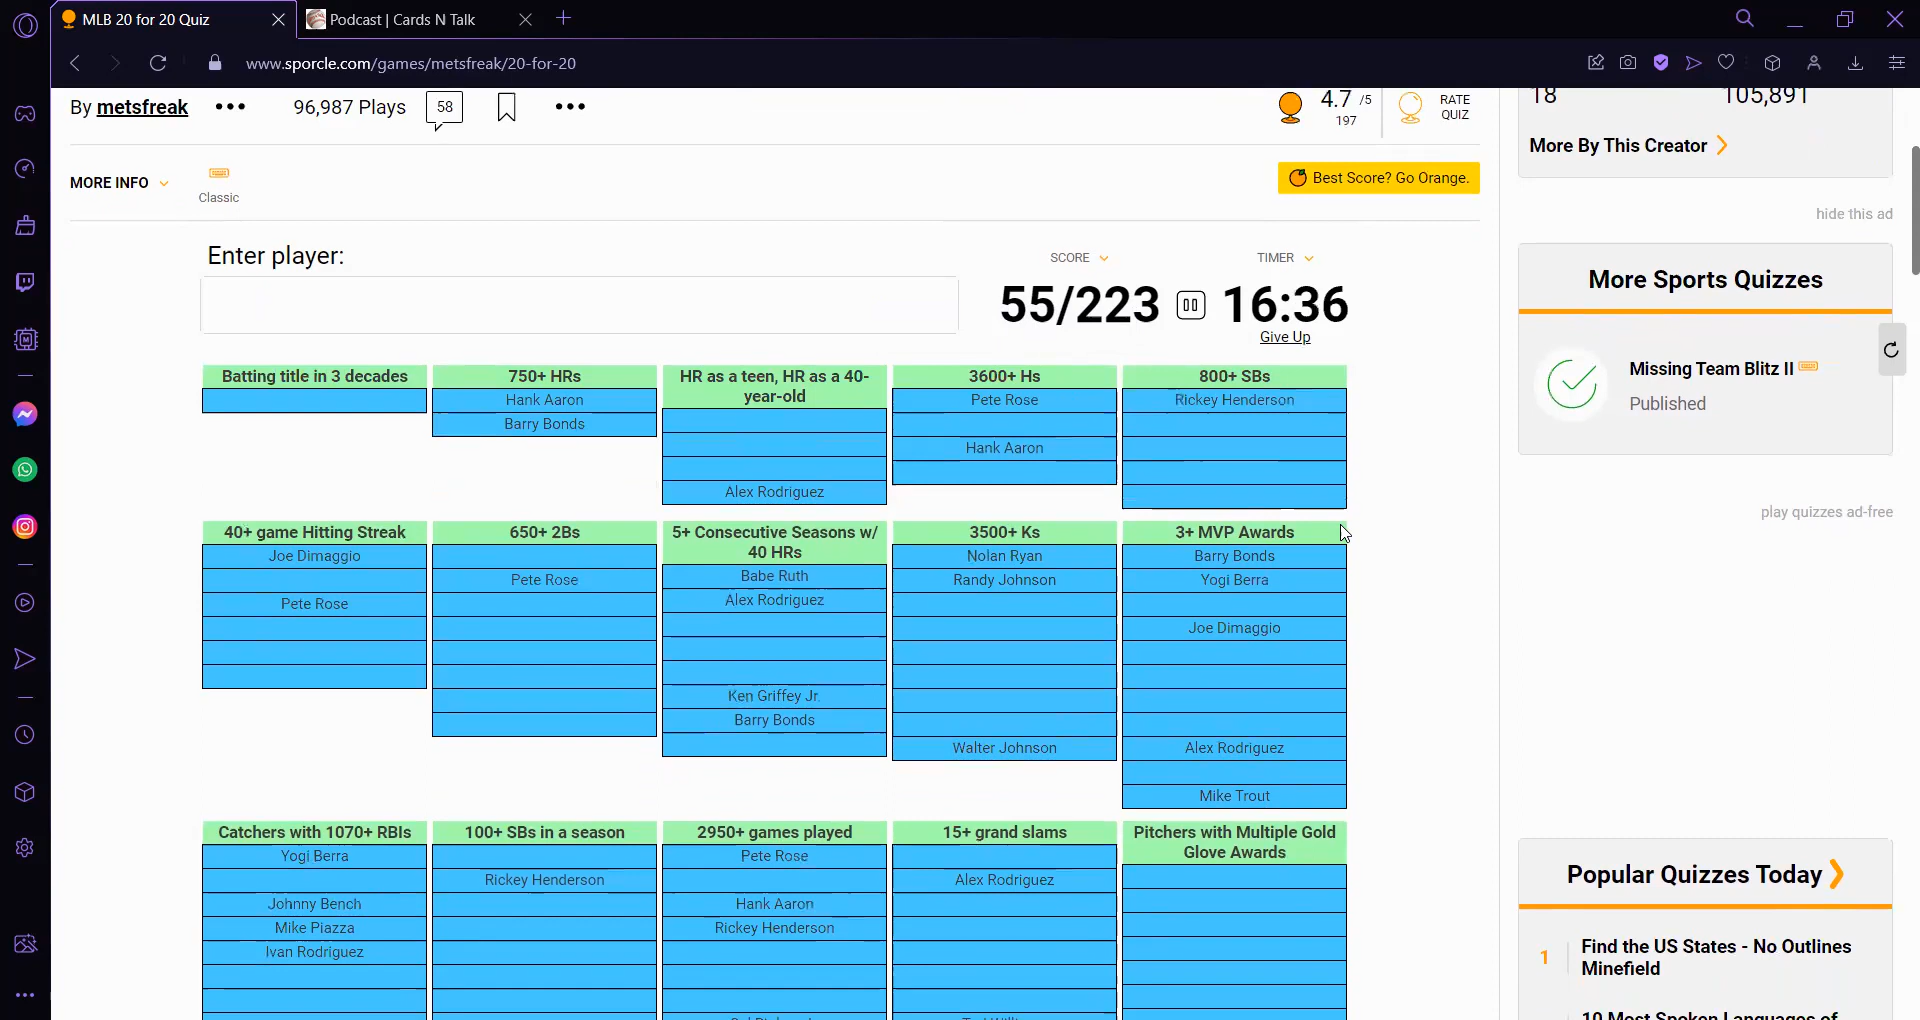 MLB 20 for 20 Quiz
Podcast | Cards N Talk
www.sporcle.com/games/metsfreak/20-for-20
By metsfreak
96,987 Plays
58
4.7 /5
197
RATE QUIZ
18
105,891
More By This Creator
MORE INFO
Classic
Best Score? Go Orange.
hide this ad
Enter player:
SCORE
TIMER
55/223
16:36
Give Up
More Sports Quizzes
Missing Team Blitz II
Published
play quizzes ad-free
Batting title in 3 decades
750+ HRs
Hank Aaron
Barry Bonds
HR as a teen, HR as a 40-
year-old
Alex Rodriguez
3600+ Hs
Pete Rose
Hank Aaron
800+ SBs
Rickey Henderson
40+ game Hitting Streak
Joe Dimaggio
Pete Rose
650+ 2Bs
Pete Rose
5+ Consecutive Seasons w/
40 HRs
Babe Ruth
Alex Rodriguez
Ken Griffey Jr.
Barry Bonds
3500+ Ks
Nolan Ryan
Randy Johnson
Walter Johnson
3+ MVP Awards
Barry Bonds
Yogi Berra
Joe Dimaggio
Alex Rodriguez
Mike Trout
Catchers with 1070+ RBIs
Yogi Berra
Johnny Bench
Mike Piazza
Ivan Rodriguez
100+ SBs in a season
Rickey Henderson
2950+ games played
Pete Rose
Hank Aaron
Rickey Henderson
15+ grand slams
Alex Rodriguez
Pitchers with Multiple Gold
Glove Awards
Popular Quizzes Today
1
Find the US States - No Outlines
Minefield
10 Most Spoken Languages of